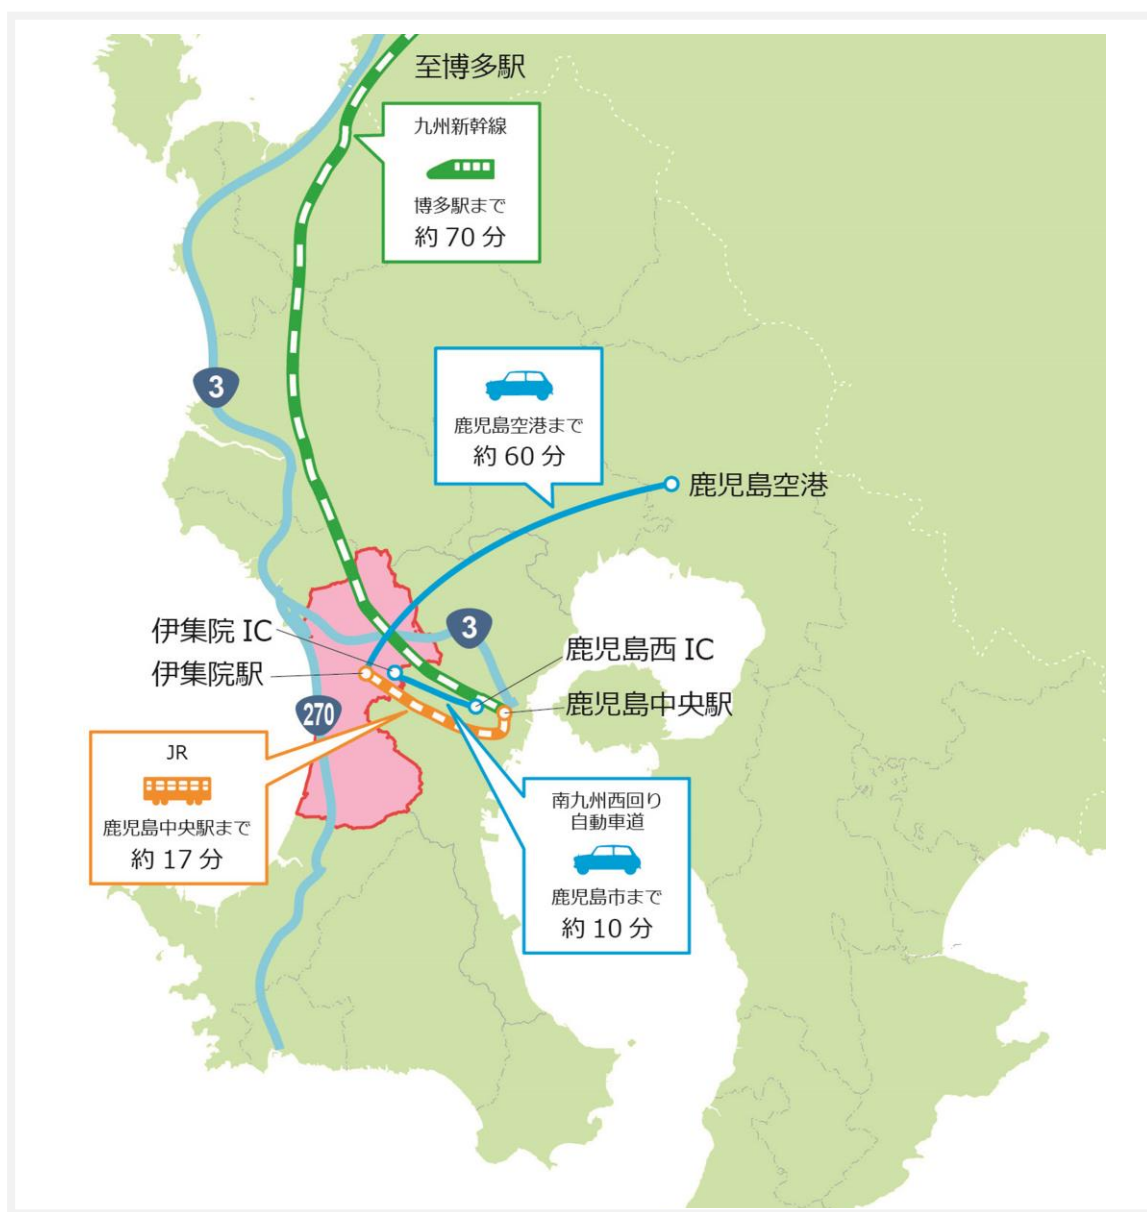 至博多駅
九州新幹線
博多駅まで
約 70 分
3
鹿児島空港まで
約 60 分
鹿児島空港
伊集院 IC
3
鹿児島西 IC
伊集院駅
鹿児島中央駅
270
JR
鹿児島中央駅まで
約 17 分
南九州西回り
自動車道
鹿児島市まで
約 10 分